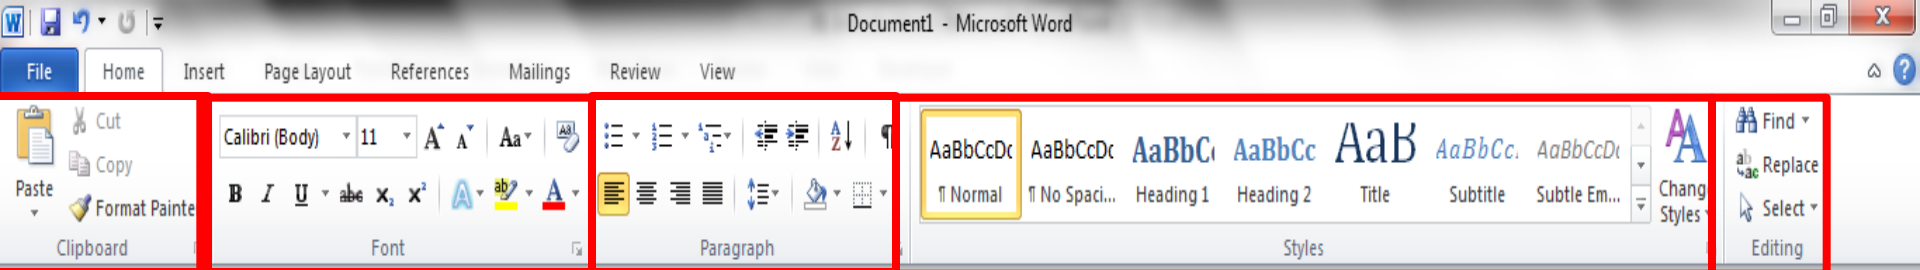 Document1 - Microsoft Word
File Home Insert Page Layout References Mailings Review View
Paste
Cut
Copy
Format Painte
Clipboard
Calibri (Body) 11 Aa
B I U abc x₂ x²
Font
Paragraph
AaBbCcDc AaBbCcDc AaBbC AaBbCc AaB AaBbCc. AaBbCcDc
¶ Normal ¶ No Spaci... Heading 1 Heading 2 Title Subtitle Subtle Em...
Chang
Styles
Styles
Find
Replace
Select
Editing